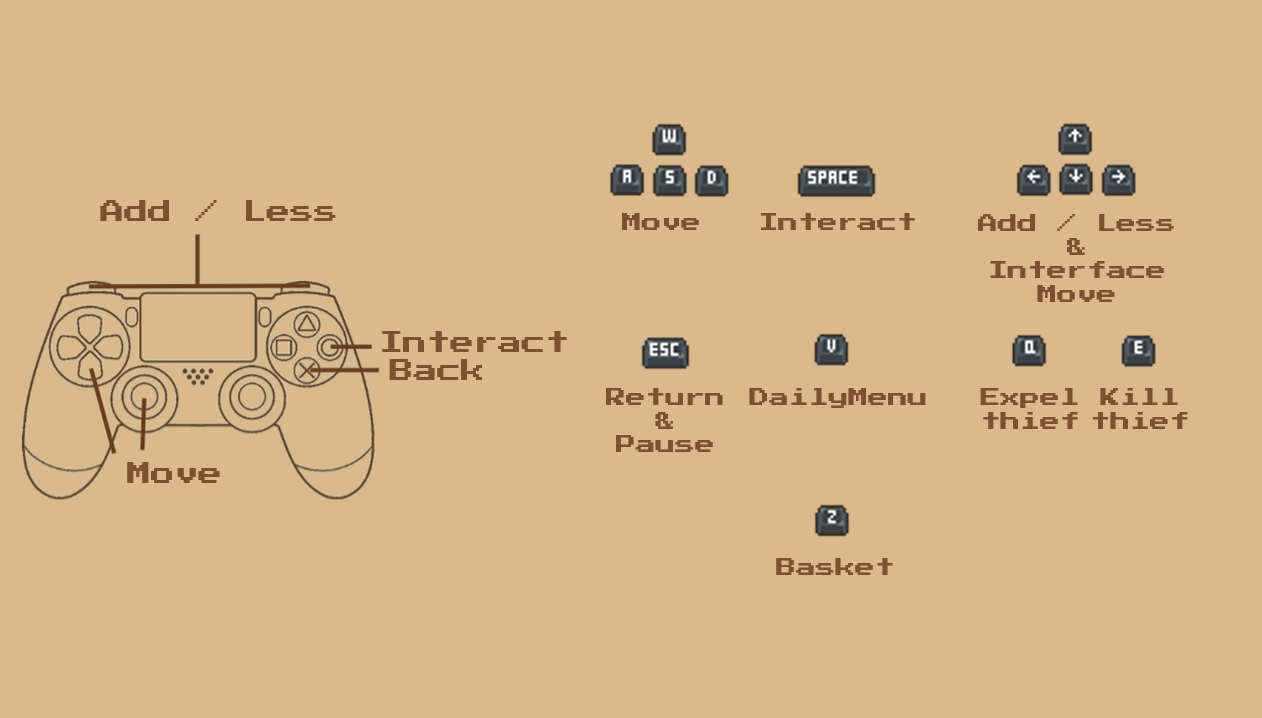 Add / Less
Interact
Back
Move
W
A S D
Move
SPACE
Interact
↑
← ↓ →
Add / Less
&
Interface
Move
ESC
Return
&
Pause
V
DailyMenu
Q
Expel
thief
E
Kill
thief
Z
Basket